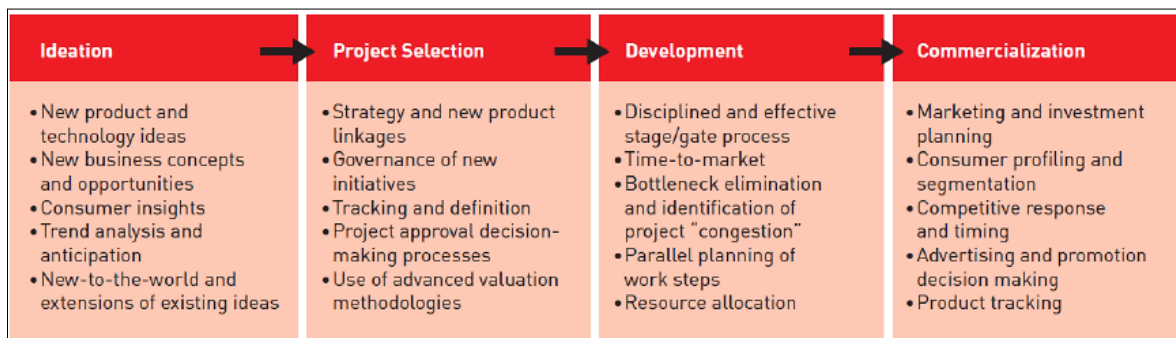 Ideation
• New product and
technology ideas
• New business concepts
and opportunities
• Consumer insights
• Trend analysis and
anticipation
• New-to-the-world and
extensions of existing ideas
Project Selection
• Strategy and new product
linkages
• Governance of new
initiatives
• Tracking and definition
• Project approval decision-
making processes
• Use of advanced valuation
methodologies
Development
• Disciplined and effective
stage/gate process
• Time-to-market
• Bottleneck elimination
and identification of
project “congestion”
• Parallel planning of
work steps
• Resource allocation
Commercialization
• Marketing and investment
planning
• Consumer profiling and
segmentation
• Competitive response
and timing
• Advertising and promotion
decision making
• Product tracking